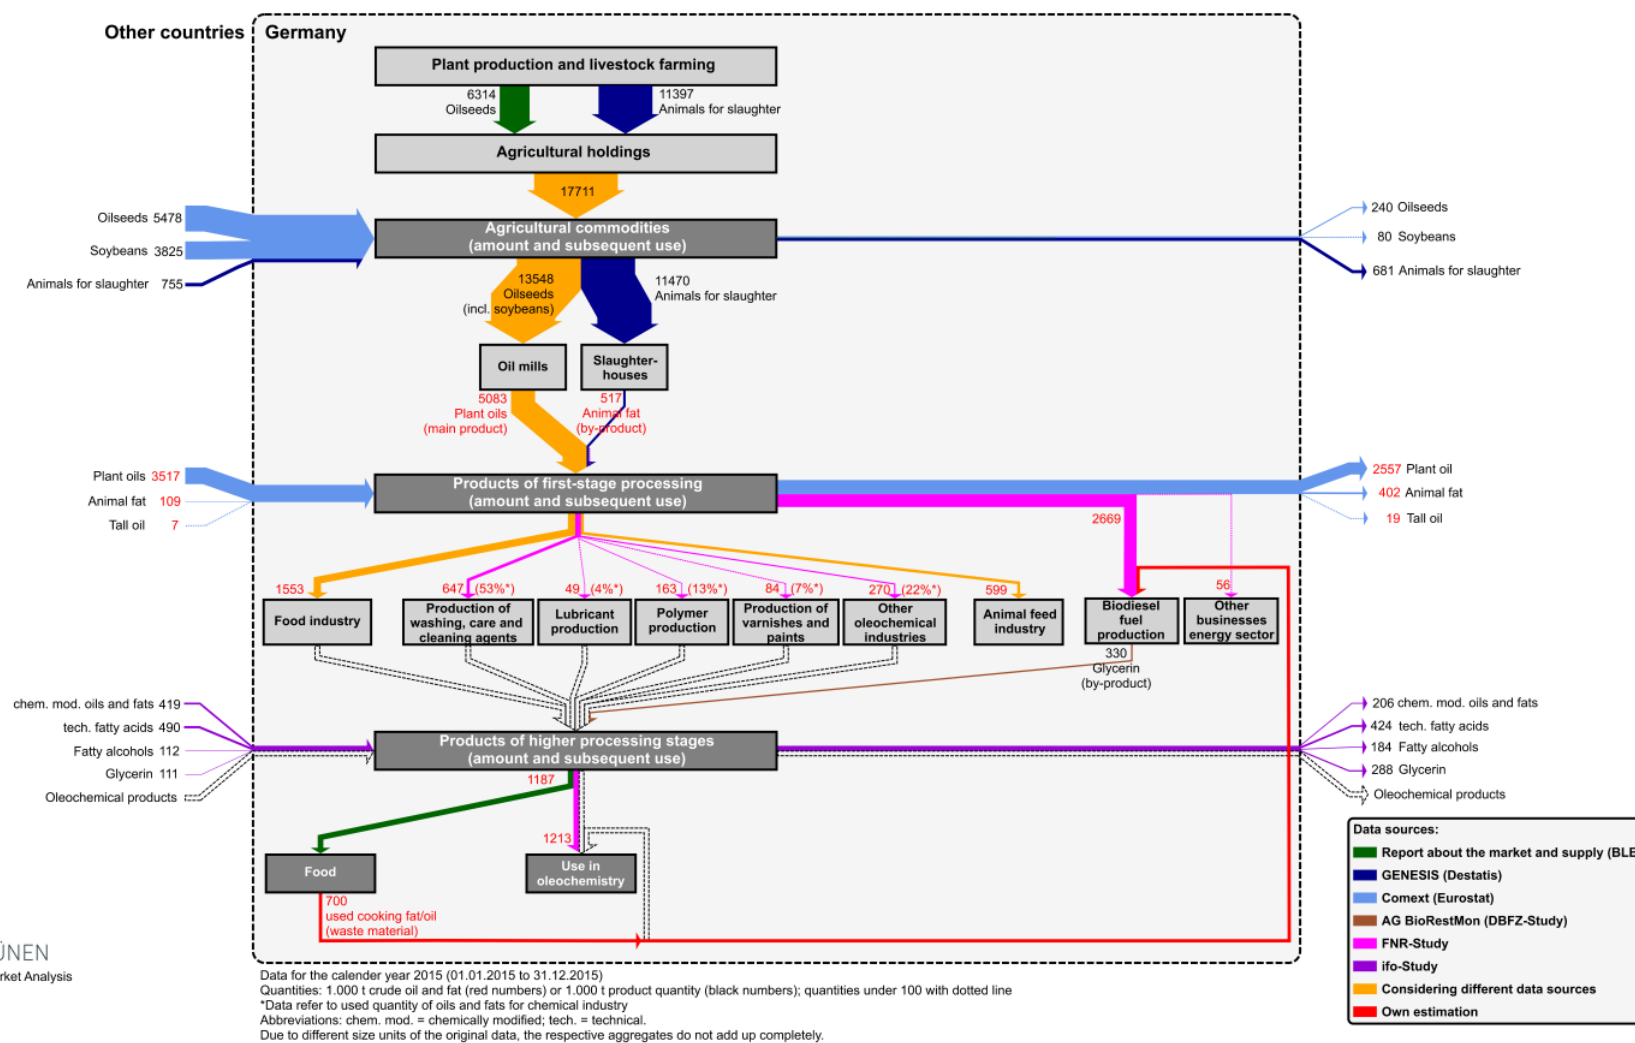 Other countries
Germany
Plant production and livestock farming
6314
Oilseeds
11397
Animals for slaughter
Agricultural holdings
17711
Oilseeds 5478
Soybeans 3825
Animals for slaughter 755
Agricultural commodities
(amount and subsequent use)
240 Oilseeds
80 Soybeans
681 Animals for slaughter
13548
Oilseeds
(incl. soybeans)
11470
Animals for slaughter
Oil mills
Slaughter-
houses
5083
Plant oils
(main product)
517
Animal fat
(by-product)
Plant oils 3517
Animal fat 109
Tall oil 7
Products of first-stage processing
(amount and subsequent use)
2557 Plant oil
402 Animal fat
19 Tall oil
2669
1553
647 (53%*)
49 (4%*)
163 (13%*)
84 (7%*)
270 (22%*)
599
56
Food industry
Production of
washing, care and
cleaning agents
Lubricant
production
Polymer
production
Production of
varnishes and
paints
Other
oleochemical
industries
Animal feed
industry
Biodiesel
fuel
production
Other
businesses
energy sector
330
Glycerin
(by-product)
chem. mod. oils and fats 419
tech. fatty acids 490
Fatty alcohols 112
Glycerin 111
Oleochemical products
Products of higher processing stages
(amount and subsequent use)
206 chem. mod. oils and fats
424 tech. fatty acids
184 Fatty alcohols
288 Glycerin
Oleochemical products
1187
1213
Food
Use in
oleochemistry
700
used cooking fat/oil
(waste material)
Data sources:
Report about the market and supply (BLE
GENESIS (Destatis)
Comext (Eurostat)
AG BioRestMon (DBFZ-Study)
FNR-Study
ifo-Study
Considering different data sources
Own estimation
ÜNEN
rket Analysis
Data for the calender year 2015 (01.01.2015 to 31.12.2015)
Quantities: 1.000 t crude oil and fat (red numbers) or 1.000 t product quantity (black numbers); quantities under 100 with dotted line
*Data refer to used quantity of oils and fats for chemical industry
Abbreviations: chem. mod. = chemically modified; tech. = technical.
Due to different size units of the original data, the respective aggregates do not add up completely.